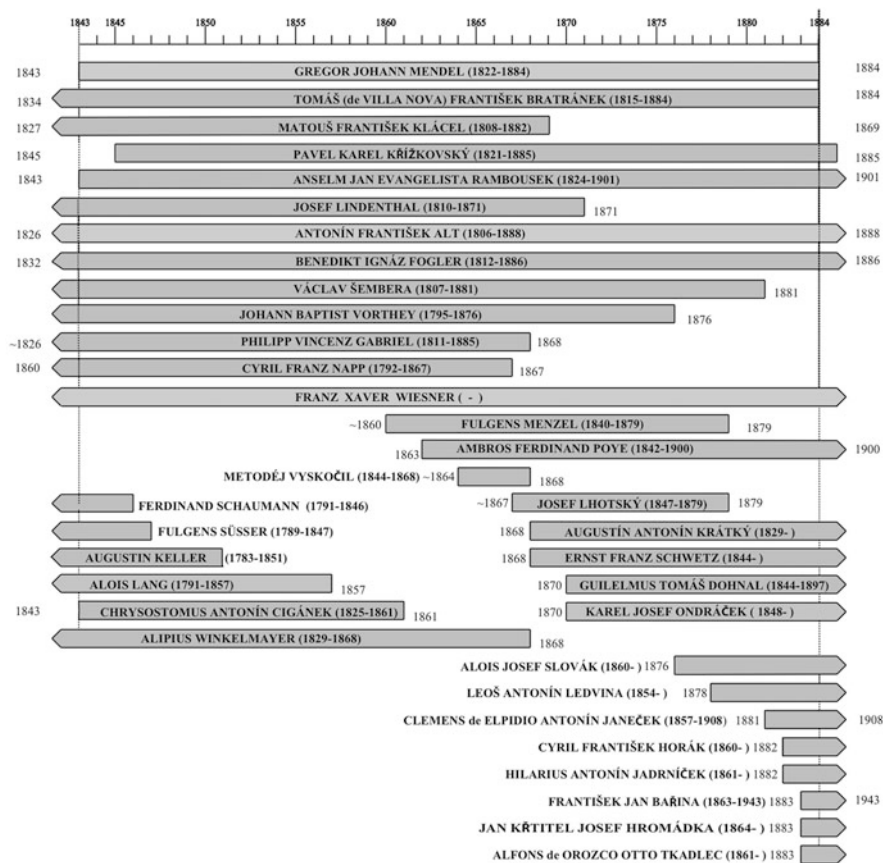 1843 1845 1850 1855 1860 1865 1870 1875 1880 1884
1843 GREGOR JOHANN MENDEL (1822-1884) 1884
1834 TOMÁŠ (de VILLA NOVA) FRANTIŠEK BRATRÁNEK (1815-1884) 1884
1827 MATOUŠ FRANTIŠEK KLÁCEL (1808-1882) 1869
1845 PAVEL KAREL KŘÍŽKOVSKÝ (1821-1885) 1885
1843 ANSELM JAN EVANGELISTA RAMBOUSEK (1824-1901) 1901
JOSEF LINDENTHAL (1810-1871) 1871
1826 ANTONÍN FRANTIŠEK ALT (1806-1888) 1888
1832 BENEDIKT IGNÁZ FOGLER (1812-1886) 1886
VÁCLAV ŠEMBERA (1807-1881) 1881
JOHANN BAPTIST VORTHEY (1795-1876) 1876
~1826 PHILIPP VINCENZ GABRIEL (1811-1885) 1868
1860 CYRIL FRANZ NAPP (1792-1867) 1867
FRANZ XAVER WIESNER ( - )
~1860 FULGENS MENZEL (1840-1879) 1879
1863 AMBROS FERDINAND POYE (1842-1900) 1900
METODĚJ VYSKOČIL (1844-1868) ~1864 1868
FERDINAND SCHAUMANN (1791-1846) ~1867 JOSEF LHOTSKÝ (1847-1879) 1879
FULGENS SÜSSER (1789-1847) 1868 AUGUSTÍN ANTONÍN KRÁTKÝ (1829- )
AUGUSTIN KELLER (1783-1851) 1868 ERNST FRANZ SCHWETZ (1844- )
ALOIS LANG (1791-1857) 1857 1870 GUILELMUS TOMÁŠ DOHNAL (1844-1897)
1843 CHRYSOSTOMUS ANTONÍN CIGÁNEK (1825-1861) 1861 1870 KAREL JOSEF ONDRÁČEK ( 1848- )
ALIPIUS WINKELMAYER (1829-1868) 1868
ALOIS JOSEF SLOVÁK (1860- ) 1876
LEOŠ ANTONÍN LEDVINA (1854- ) 1878
CLEMENS de ELPIDIO ANTONÍN JANEČEK (1857-1908) 1881 1908
CYRIL FRANTIŠEK HORÁK (1860- ) 1882
HILARIUS ANTONÍN JADRNÍČEK (1861- ) 1882
FRANTIŠEK JAN BAŘINA (1863-1943) 1883 1943
JAN KŘTITEL JOSEF HROMÁDKA (1864- ) 1883
ALFONS de OROZCO OTTO TKADLEC (1861- ) 1883